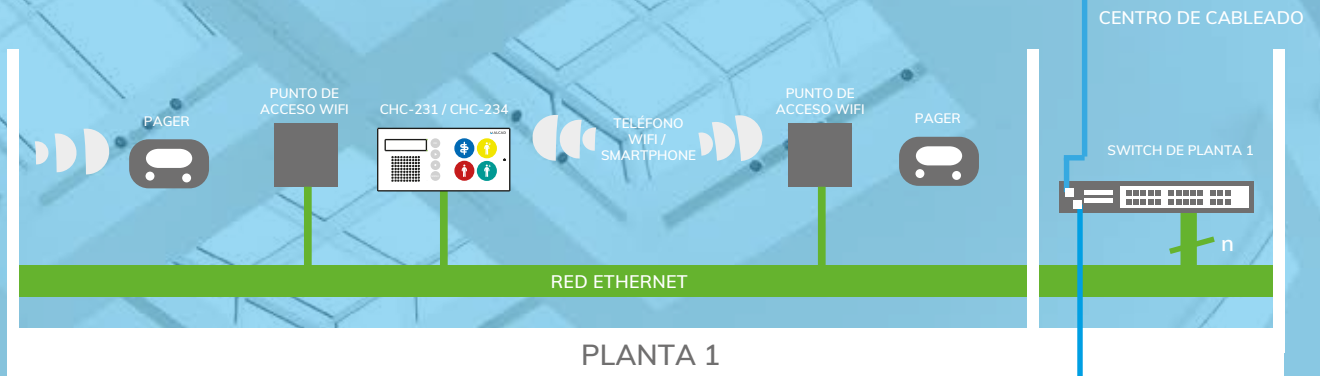 CENTRO DE CABLEADO
PUNTO DE
ACCESO WIFI
CHC-231 / CHC-234
PAGER
TELÉFONO
WIFI /
SMARTPHONE
PUNTO DE
ACCESO WIFI
PAGER
SWITCH DE PLANTA 1
n
RED ETHERNET
PLANTA 1